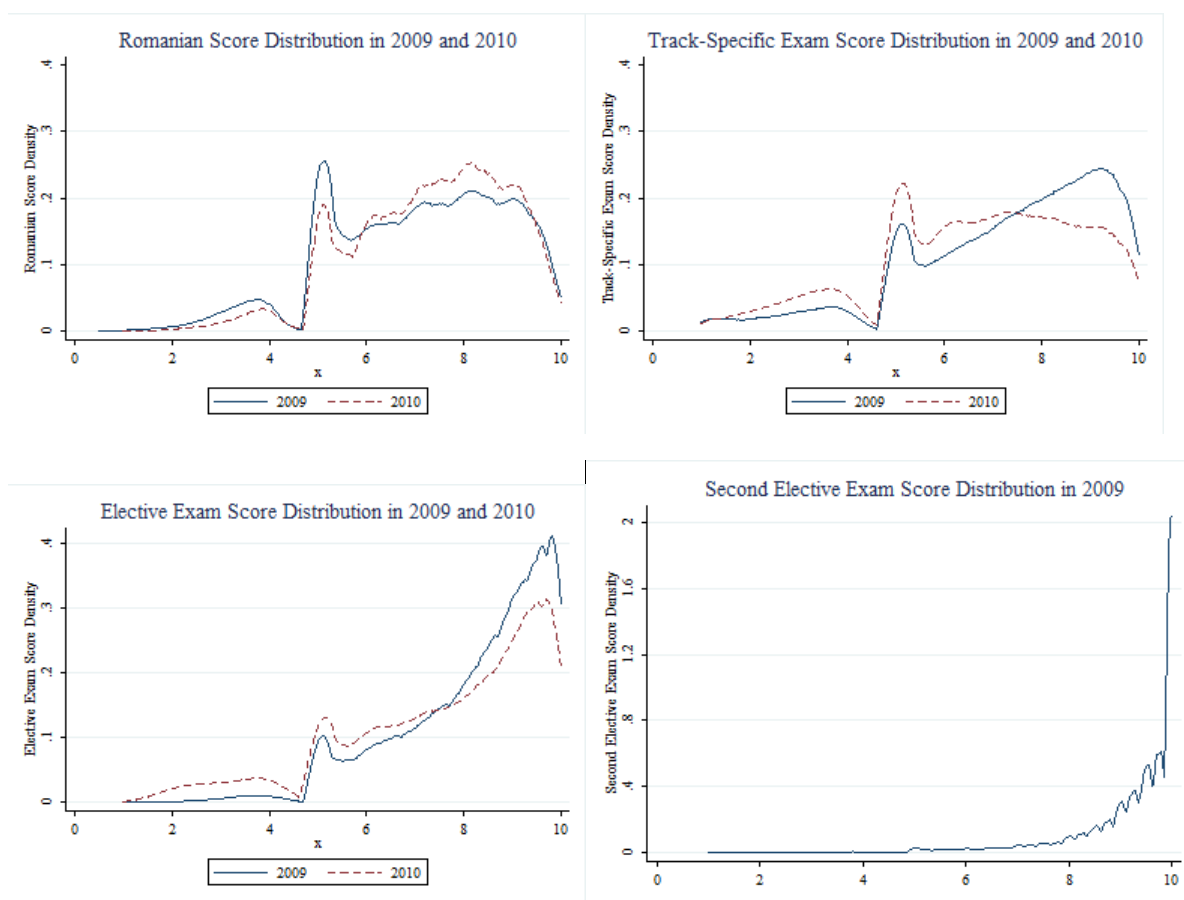 Romanian Score Distribution in 2009 and 2010
Romanian Score Density
.4
.3
.2
.1
0
0 2 4 6 8 10
x
2009 2010
Track-Specific Exam Score Distribution in 2009 and 2010
Track-Specific Exam Score Density
.4
.3
.2
.1
0
0 2 4 6 8 10
x
2009 2010
Elective Exam Score Distribution in 2009 and 2010
Elective Exam Score Density
.4
.3
.2
.1
0
0 2 4 6 8 10
x
2009 2010
Second Elective Exam Score Distribution in 2009
Second Elective Exam Score Density
2
1.6
1.2
.8
.4
0
0 2 4 6 8 10